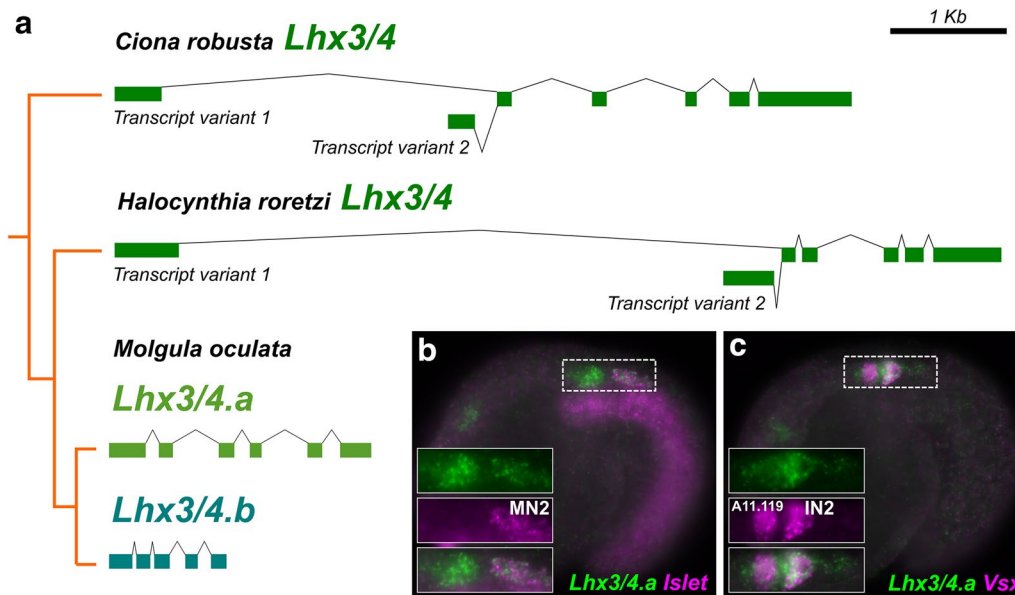 a
1 Kb
Ciona robusta Lhx3/4
Transcript variant 1
Transcript variant 2
Halocynthia roretzi Lhx3/4
Transcript variant 1
Transcript variant 2
Molgula oculata
Lhx3/4.a
Lhx3/4.b
b
MN2
Lhx3/4.a Islet
c
A11.119 IN2
Lhx3/4.a Vsx